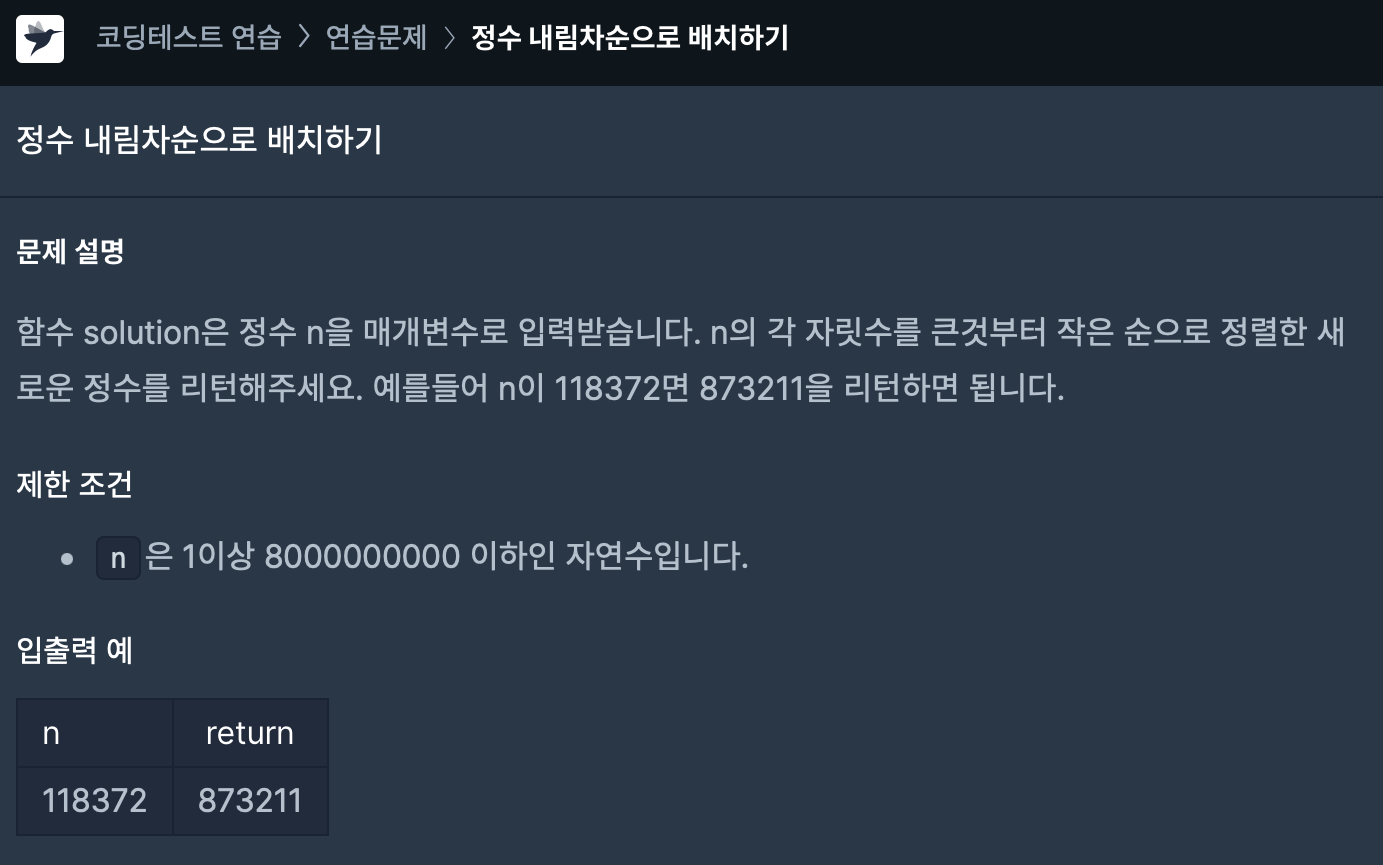 코딩테스트 연습 > 연습문제 > 정수 내림차순으로 배치하기
정수 내림차순으로 배치하기
문제 설명
함수 solution은 정수 n을 매개변수로 입력받습니다. n의 각 자릿수를 큰것부터 작은 순으로 정렬한 새
로운 정수를 리턴해주세요. 예를들어 n이 118372면 873211을 리턴하면 됩니다.
제한 조건
• n은 1이상 8000000000 이하인 자연수입니다.
입출력 예
n return
118372 873211